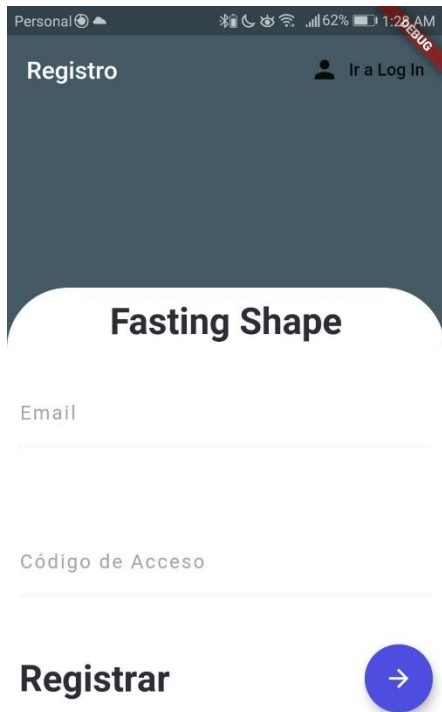 Personal 62% 1:28 AM
DEBUG
Registro Ir a Log In
Fasting Shape
Email
Código de Acceso
Registrar